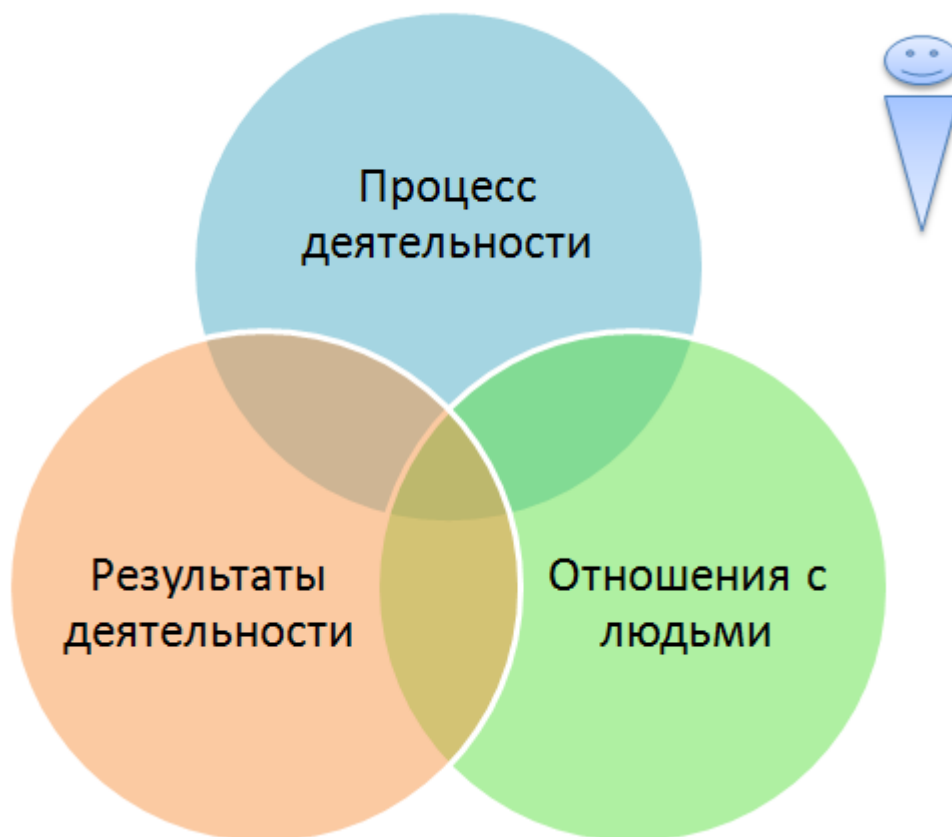 Процесс
деятельности
Результаты
деятельности
Отношения с
людьми